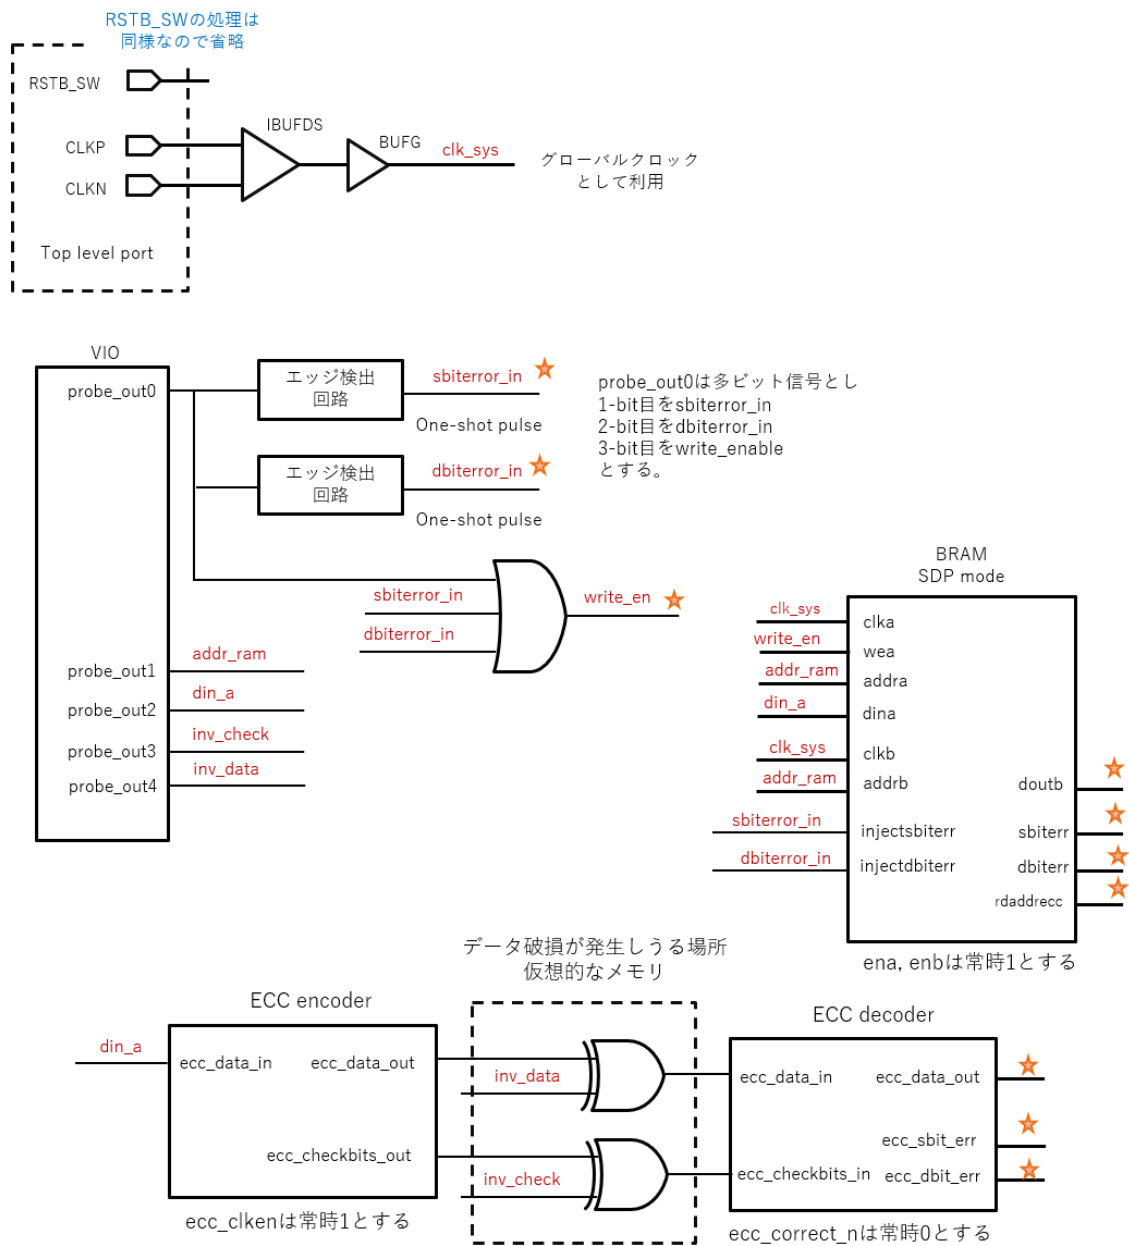 RSTB_SWの処理は
同様なので省略
RSTB_SW
CLKP
CLKN
Top level port
IBUFDS
BUFG
clk_sys
グローバルクロック
として利用
VIO
probe_out0
エッジ検出
回路
sbiterror_in
One-shot pulse
エッジ検出
回路
dbiterror_in
One-shot pulse
probe_out0は多ビット信号とし
1-bit目をsbiterror_in
2-bit目をdbiterror_in
3-bit目をwrite_enable
とする。
sbiterror_in
dbiterror_in
write_en
probe_out1
addr_ram
probe_out2
din_a
probe_out3
inv_check
probe_out4
inv_data
BRAM
SDP mode
clk_sys
clka
write_en
wea
addr_ram
addra
din_a
dina
clk_sys
clkb
addr_ram
addrb
doutb
sbiterror_in
injectsbiterr
sbiterr
dbiterror_in
injectdbiterr
dbiterr
rdaddrecc
ena, enbは常時1とする
データ破損が発生しうる場所
仮想的なメモリ
ECC encoder
din_a
ecc_data_in
ecc_data_out
ecc_checkbits_out
ecc_clkenは常時1とする
inv_data
inv_check
ECC decoder
ecc_data_in
ecc_data_out
ecc_sbit_err
ecc_checkbits_in
ecc_dbit_err
ecc_correct_nは常時0とする